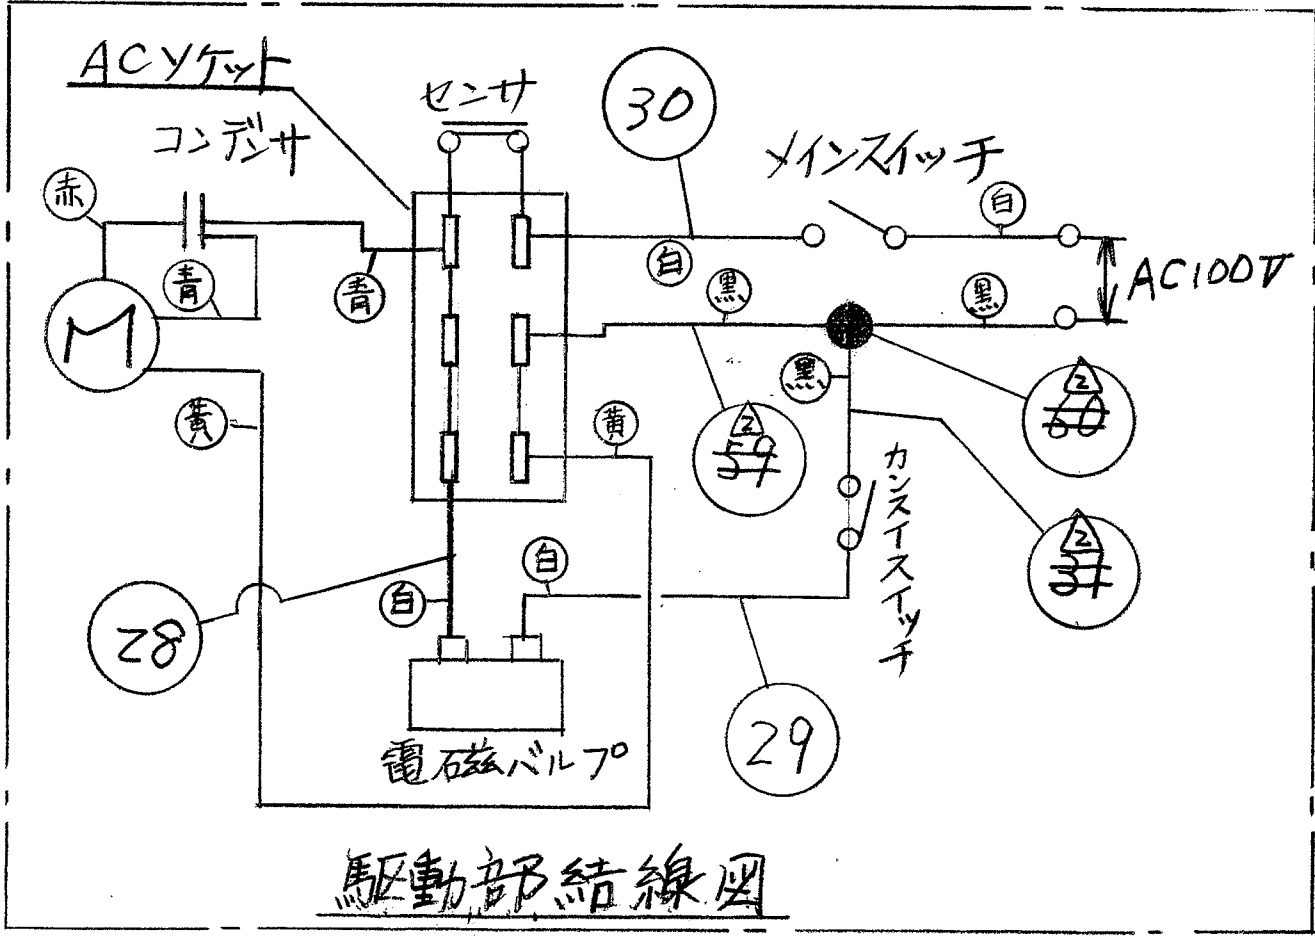 ACソケット
センサ
30
コンデンサ
メインスイッチ
赤
白
青
青
白
黒
黒
AC100V
M
黒
2
60
黄
黄
2
59
カンスイスイッチ
2
37
白
白
28
29
電磁バルブ
駆動部結線図